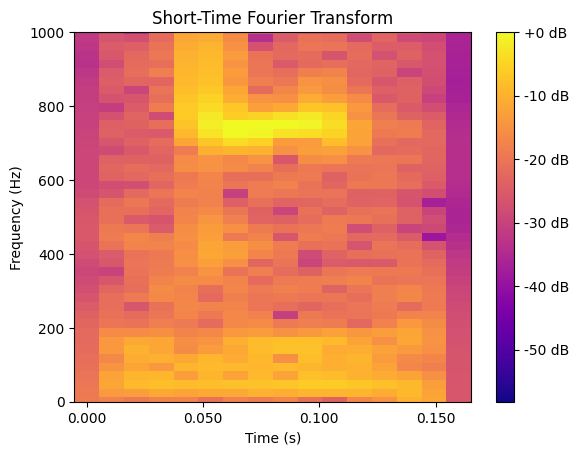 Short-Time Fourier Transform
1000
800
600
400
200
0
Frequency (Hz)
0.000
0.050
0.100
0.150
Time (s)
+0 dB
-10 dB
-20 dB
-30 dB
-40 dB
-50 dB